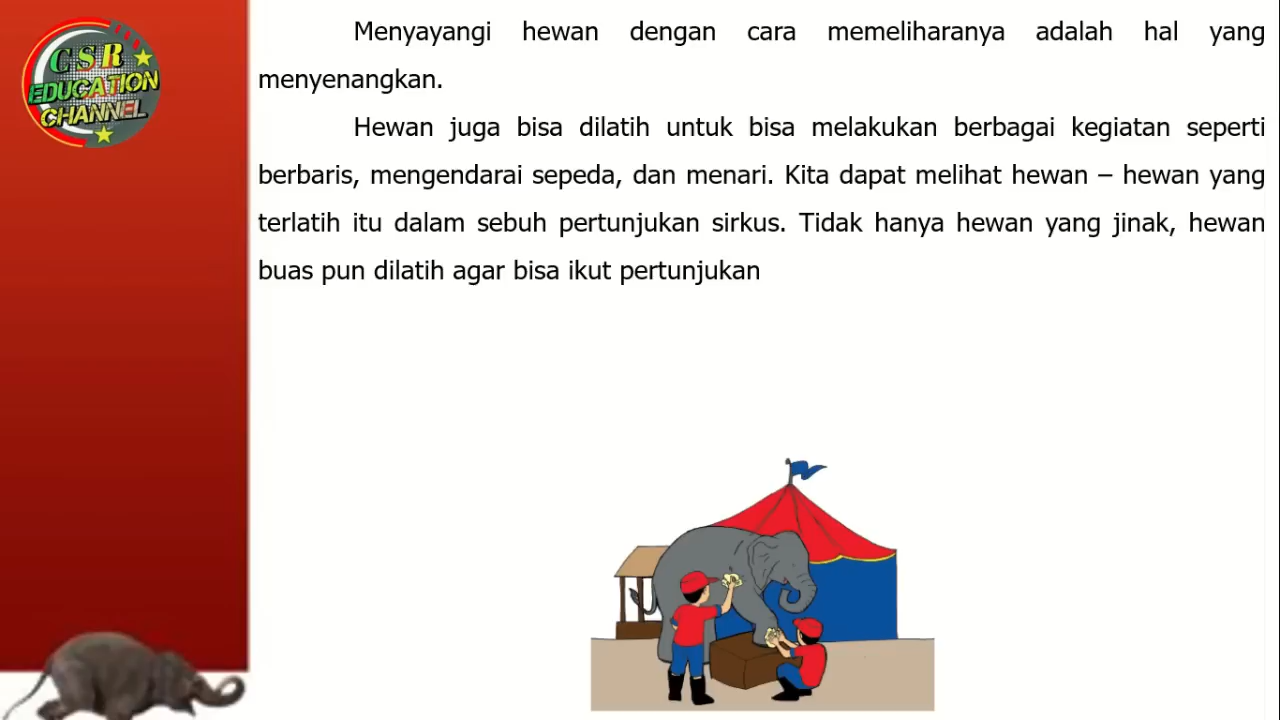 CSR
EDUCATION
CHANNEL
Menyayangi hewan dengan cara memeliharanya adalah hal yang
menyenangkan.
Hewan juga bisa dilatih untuk bisa melakukan berbagai kegiatan seperti
berbaris, mengendarai sepeda, dan menari. Kita dapat melihat hewan – hewan yang
terlatih itu dalam sebuh pertunjukan sirkus. Tidak hanya hewan yang jinak, hewan
buas pun dilatih agar bisa ikut pertunjukan